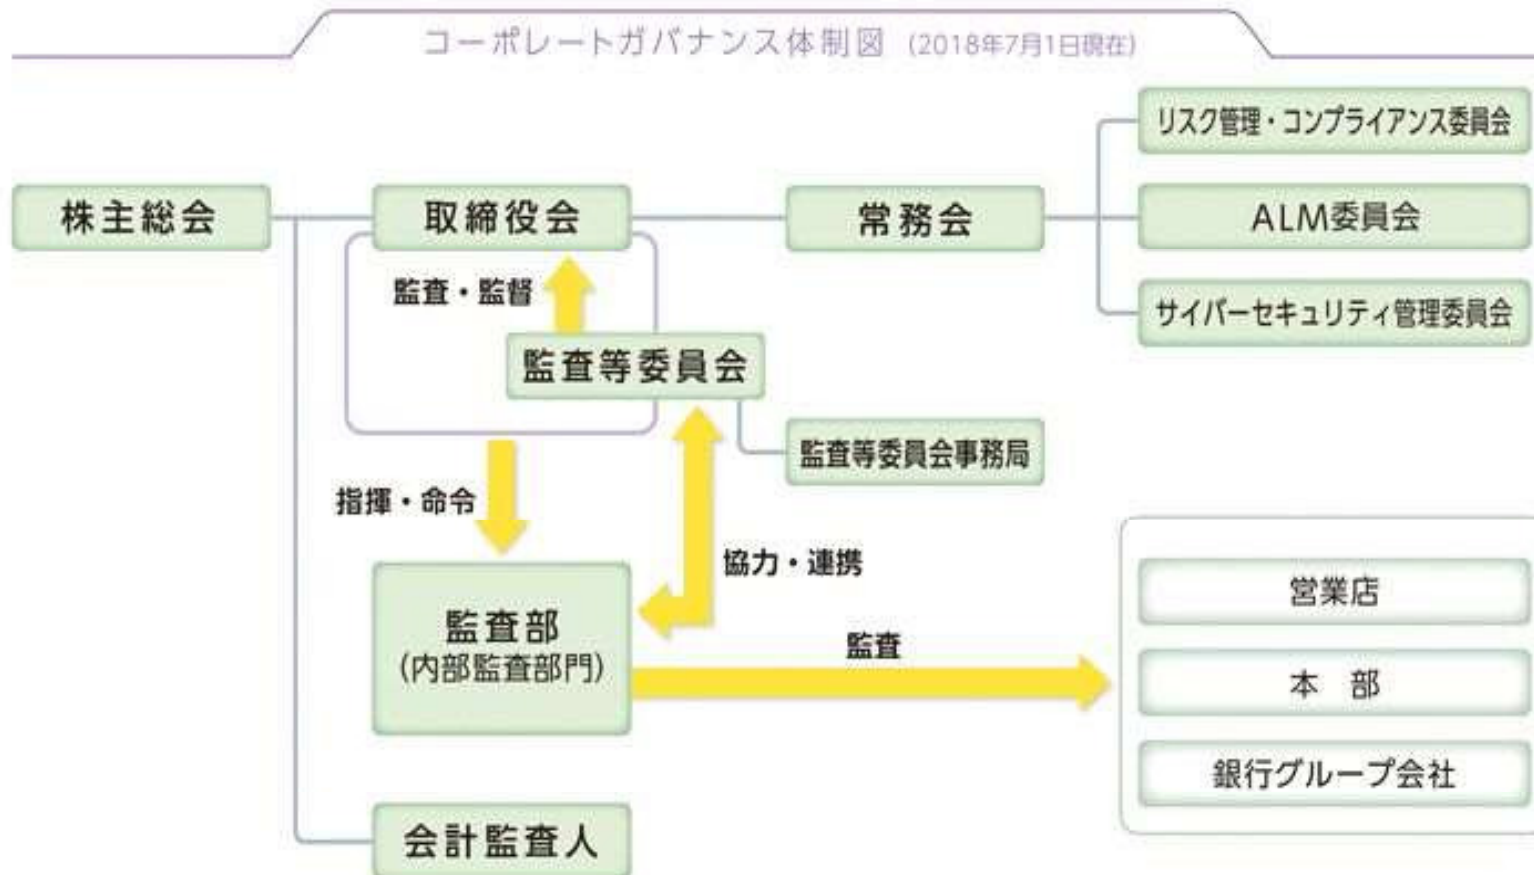 コーポレートガバナンス体制図 (2018年7月1日現在)
リスク管理・コンプライアンス委員会
株主総会
取締役会
常務会
ALM委員会
監査・監督
サイバーセキュリティ管理委員会
監査等委員会
監査等委員会事務局
指揮・命令
協力・連携
営業店
監査部
(内部監査部門)
監査
本 部
銀行グループ会社
会計監査人